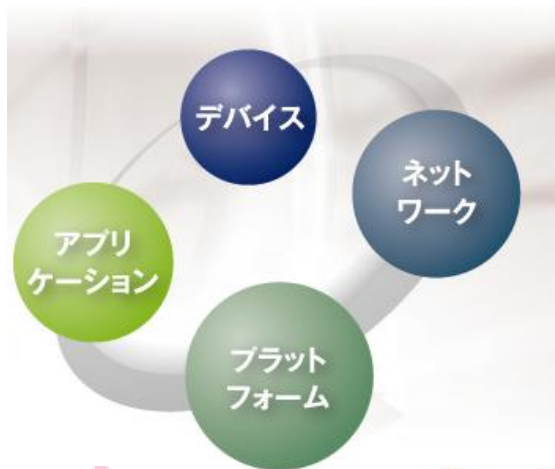 デバイス
ネット
ワーク
アプリ
ケーション
プラット
フォーム